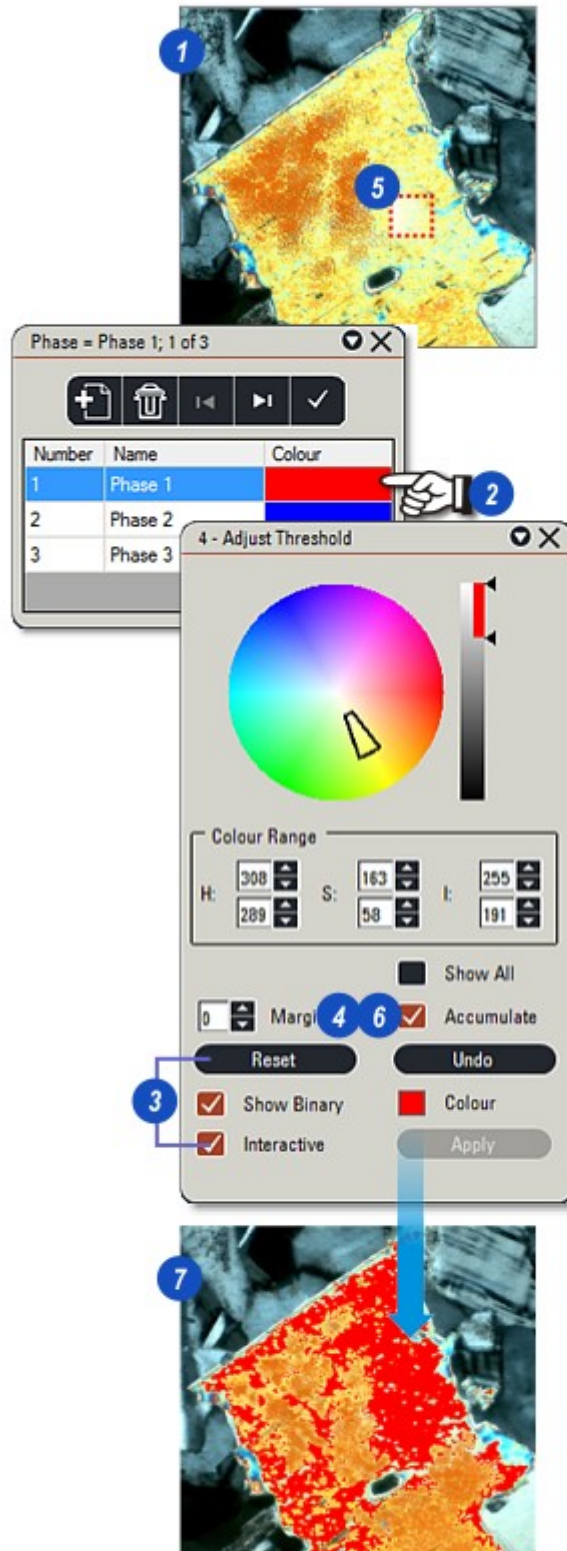 1
5
Phase = Phase 1; 1 of 3
Number Name Colour
1 Phase 1
2
2 Phase 2
3 Phase 3
4 - Adjust Threshold
Colour Range
H: 308 S: 163 I: 255
289 58 191
Show All
0 Margi 4 6 Accumulate
Reset Undo
3
Show Binary Colour
Interactive Apply
7